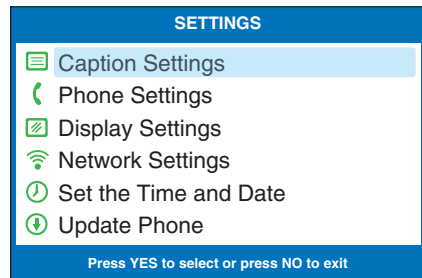 SETTINGS
Caption Settings
Phone Settings
Display Settings
Network Settings
Set the Time and Date
Update Phone
Press YES to select or press NO to exit